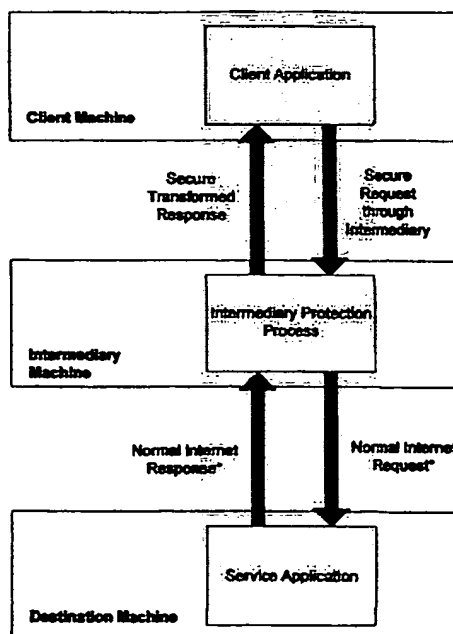 Client Application
Client Machine
Secure
Transformed
Response
Secure
Request
through
Intermediary
Intermediary Protection
Process
Intermediary
Machine
Normal Internet
Response*
Normal Internet
Request*
Service Application
Destination Machine